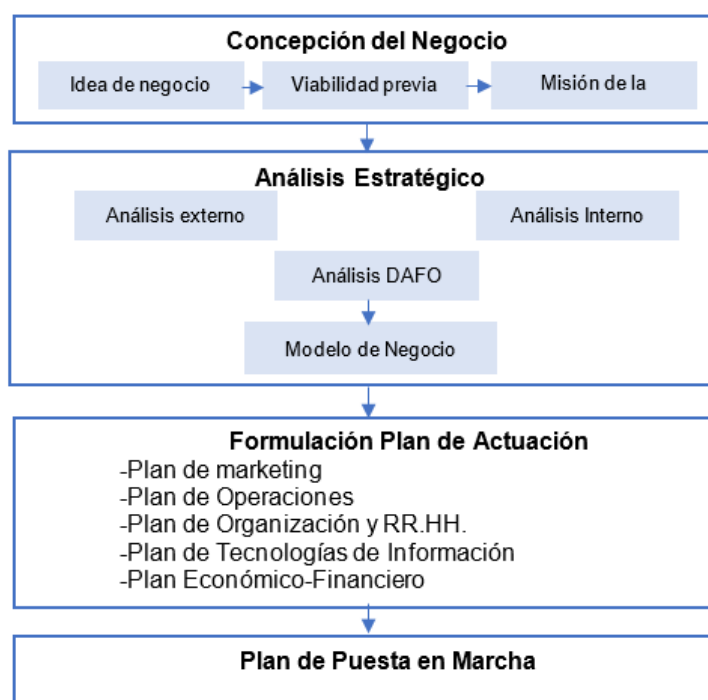 Concepción del Negocio
Idea de negocio
Viabilidad previa
Misión de la
Análisis Estratégico
Análisis externo
Análisis Interno
Análisis DAFO
Modelo de Negocio
Formulación Plan de Actuación
-Plan de marketing
-Plan de Operaciones
-Plan de Organización y RR.HH.
-Plan de Tecnologías de Información
-Plan Económico-Financiero
Plan de Puesta en Marcha